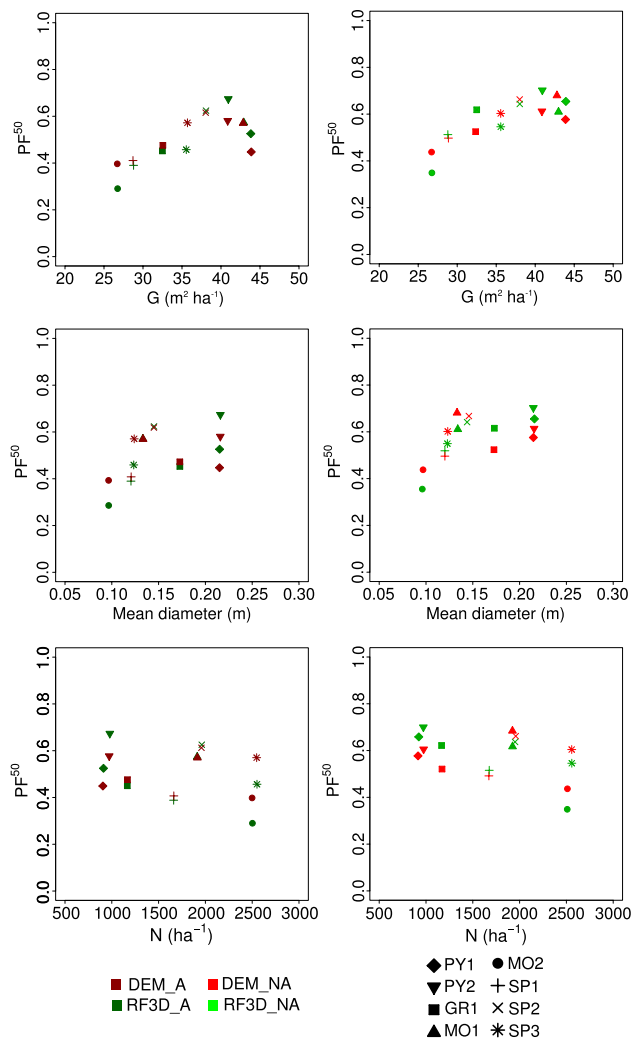 PF50
0.0 0.2 0.4 0.6 0.8 1.0
20 25 30 35 40 45 50
G (m2 ha-1)
PF50
0.0 0.2 0.4 0.6 0.8 1.0
20 25 30 35 40 45 50
G (m2 ha-1)
PF50
0.0 0.2 0.4 0.6 0.8 1.0
0.05 0.10 0.15 0.20 0.25 0.30
Mean diameter (m)
PF50
0.0 0.2 0.4 0.6 0.8 1.0
0.05 0.10 0.15 0.20 0.25 0.30
Mean diameter (m)
PF50
0.0 0.2 0.4 0.6 0.8 1.0
500 1000 1500 2000 2500 3000
N (ha−1)
PF50
0.0 0.2 0.4 0.6 0.8 1.0
500 1000 1500 2000 2500 3000
N (ha−1)
DEM_A DEM_NA
RF3D_A RF3D_NA
PY1 MO2
PY2 SP1
GR1 SP2
MO1 SP3